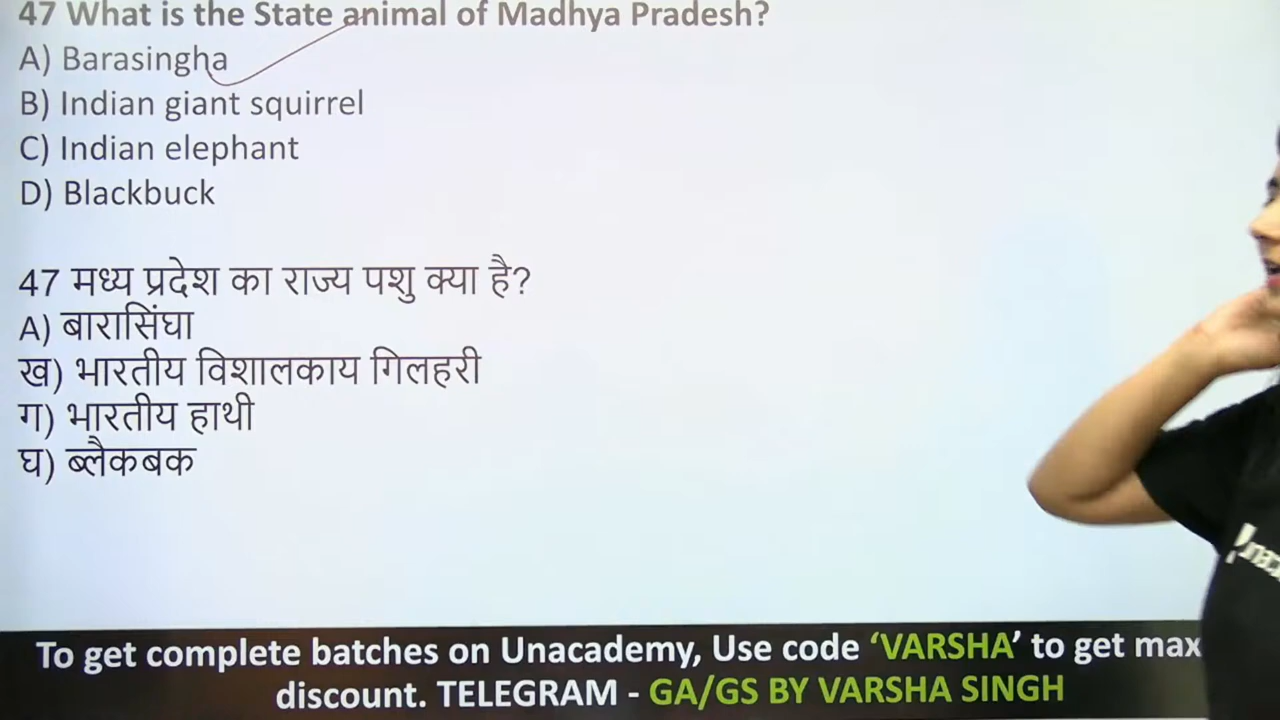 47 What is the State animal of Madhya Pradesh?
A) Barasingha
B) Indian giant squirrel
C) Indian elephant
D) Blackbuck
47 मध्य प्रदेश का राज्य पशु क्या है?
A) बारासिंघा
ख) भारतीय विशालकाय गिलहरी
ग) भारतीय हाथी
घ) ब्लैकबक
To get complete batches on Unacademy, Use code ‘VARSHA’ to get max
discount. TELEGRAM - GA/GS BY VARSHA SINGH